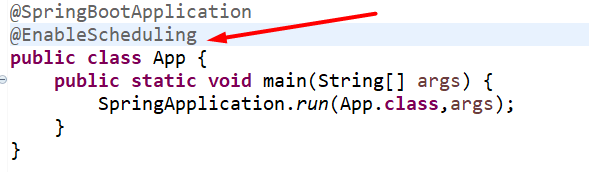 @SpringBootApplication
@EnableScheduling
public class App {
    public static void main(String[] args) {
        SpringApplication.run(App.class,args);
    }
}